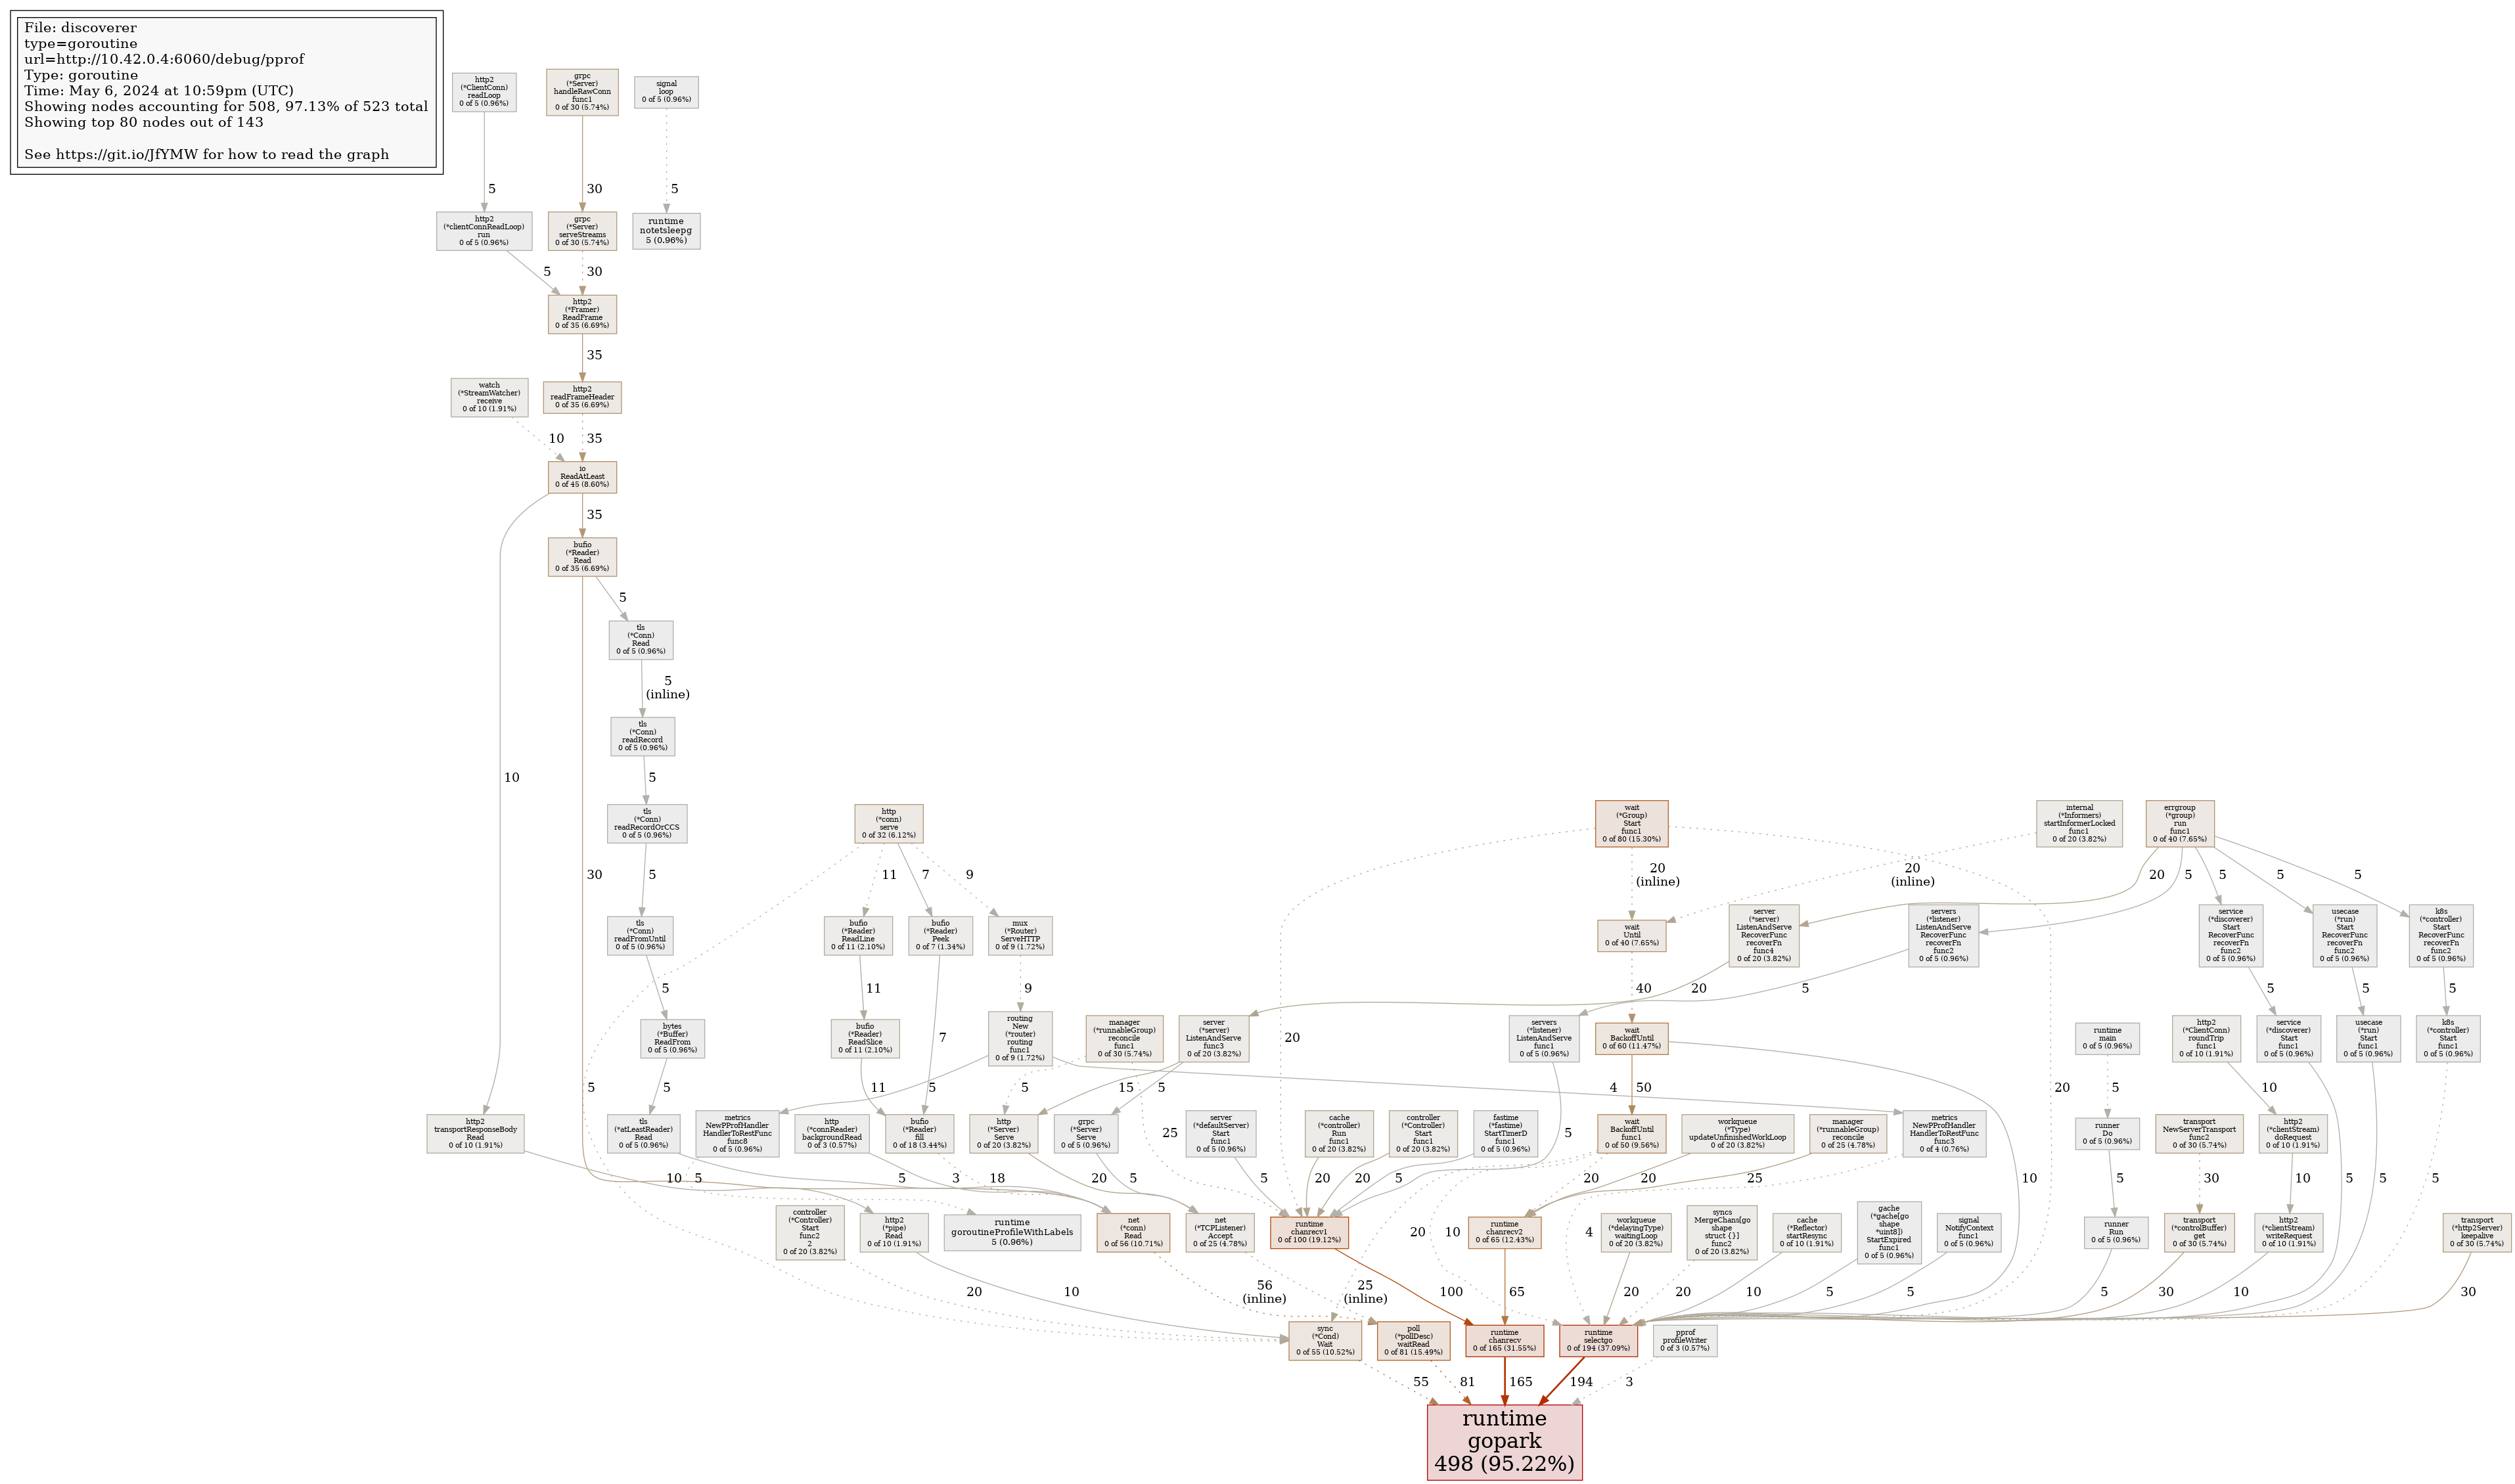 File: discoverer
type=goroutine
url=http://10.42.0.4:6060/debug/pprof
Type: goroutine
Time: May 6, 2024 at 10:59pm (UTC)
Showing nodes accounting for 508, 97.13% of 523 total
Showing top 80 nodes out of 143
See https://git.io/JfYMW for how to read the graph
http2
(*ClientConn)
readLoop
0 of 5 (0.96%)
grpc
(*Server)
handleRawConn
func1
0 of 30 (5.74%)
signal
loop
0 of 5 (0.96%)
5
30
5
http2
(*clientConnReadLoop)
run
0 of 5 (0.96%)
grpc
(*Server)
serveStreams
0 of 30 (5.74%)
runtime
notetsleepg
5 (0.96%)
5
30
http2
(*Framer)
ReadFrame
0 of 35 (6.69%)
35
watch
(*StreamWatcher)
receive
0 of 10 (1.91%)
http2
readFrameHeader
0 of 35 (6.69%)
10
35
io
ReadAtLeast
0 of 45 (8.60%)
35
bufio
(*Reader)
Read
0 of 35 (6.69%)
5
tls
(*Conn)
Read
0 of 5 (0.96%)
5
(inline)
tls
(*Conn)
readRecord
0 of 5 (0.96%)
10
5
tls
(*Conn)
readRecordOrCCS
0 of 5 (0.96%)
http
(*conn)
serve
0 of 32 (6.12%)
wait
(*Group)
Start
func1
0 of 80 (15.30%)
internal
(*Informers)
startInformerLocked
func1
0 of 20 (3.82%)
errgroup
(*group)
run
func1
0 of 40 (7.65%)
30
5
11
7
9
20
(inline)
20
(inline)
20
5
5
5
5
tls
(*Conn)
readFromUntil
0 of 5 (0.96%)
bufio
(*Reader)
ReadLine
0 of 11 (2.10%)
bufio
(*Reader)
Peek
0 of 7 (1.34%)
mux
(*Router)
ServeHTTP
0 of 9 (1.72%)
wait
Until
0 of 40 (7.65%)
server
(*server)
ListenAndServe
RecoverFunc
recoverFn
func4
0 of 20 (3.82%)
servers
(*listener)
ListenAndServe
RecoverFunc
recoverFn
func2
0 of 5 (0.96%)
service
(*discoverer)
Start
RecoverFunc
recoverFn
func2
0 of 5 (0.96%)
usecase
(*run)
Start
RecoverFunc
recoverFn
func2
0 of 5 (0.96%)
k8s
(*controller)
Start
RecoverFunc
recoverFn
func2
0 of 5 (0.96%)
5
11
9
40
20
5
5
5
5
bytes
(*Buffer)
ReadFrom
0 of 5 (0.96%)
bufio
(*Reader)
ReadSlice
0 of 11 (2.10%)
routing
New
(*router)
routing
func1
0 of 9 (1.72%)
manager
(*runnableGroup)
reconcile
func1
0 of 30 (5.74%)
server
(*server)
ListenAndServe
func3
0 of 20 (3.82%)
servers
(*listener)
ListenAndServe
func1
0 of 5 (0.96%)
wait
BackoffUntil
0 of 60 (11.47%)
runtime
main
0 of 5 (0.96%)
http2
(*ClientConn)
roundTrip
func1
0 of 10 (1.91%)
service
(*discoverer)
Start
func1
0 of 5 (0.96%)
usecase
(*run)
Start
func1
0 of 5 (0.96%)
k8s
(*controller)
Start
func1
0 of 5 (0.96%)
7
20
5
5
11
5
5
15
5
4
50
20
5
10
http2
transportResponseBody
Read
0 of 10 (1.91%)
tls
(*atLeastReader)
Read
0 of 5 (0.96%)
metrics
NewPProfHandler
HandlerToRestFunc
func8
0 of 5 (0.96%)
http
(*connReader)
backgroundRead
0 of 3 (0.57%)
bufio
(*Reader)
fill
0 of 18 (3.44%)
http
(*Server)
Serve
0 of 20 (3.82%)
grpc
(*Server)
Serve
0 of 5 (0.96%)
server
(*defaultServer)
Start
func1
0 of 5 (0.96%)
cache
(*controller)
Run
func1
0 of 20 (3.82%)
controller
(*Controller)
Start
func1
0 of 20 (3.82%)
fastime
(*fastime)
StartTimerD
func1
0 of 5 (0.96%)
wait
BackoffUntil
func1
0 of 50 (9.56%)
workqueue
(*Type)
updateUnfinishedWorkLoop
0 of 20 (3.82%)
manager
(*runnableGroup)
reconcile
0 of 25 (4.78%)
metrics
NewPProfHandler
HandlerToRestFunc
func3
0 of 4 (0.76%)
runner
Do
0 of 5 (0.96%)
transport
NewServerTransport
func2
0 of 30 (5.74%)
http2
(*clientStream)
doRequest
0 of 10 (1.91%)
25
5
10
5
5
3
18
20
5
5
20
20
5
20
20
25
10
5
30
10
5
5
5
controller
(*Controller)
Start
func2
2
0 of 20 (3.82%)
http2
(*pipe)
Read
0 of 10 (1.91%)
runtime
goroutineProfileWithLabels
5 (0.96%)
net
(*conn)
Read
0 of 56 (10.71%)
net
(*TCPListener)
Accept
0 of 25 (4.78%)
runtime
chanrecv1
0 of 100 (19.12%)
20
10
runtime
chanrecv2
0 of 65 (12.43%)
4
workqueue
(*delayingType)
waitingLoop
0 of 20 (3.82%)
syncs
MergeChans[go
shape
struct {}]
func2
0 of 20 (3.82%)
cache
(*Reflector)
startResync
0 of 10 (1.91%)
gache
(*gache[go
shape
*uint8])
StartExpired
func1
0 of 5 (0.96%)
signal
NotifyContext
func1
0 of 5 (0.96%)
runner
Run
0 of 5 (0.96%)
transport
(*controlBuffer)
get
0 of 30 (5.74%)
http2
(*clientStream)
writeRequest
0 of 10 (1.91%)
transport
(*http2Server)
keepalive
0 of 30 (5.74%)
20
10
56
(inline)
25
(inline)
100
65
20
20
10
5
5
5
30
10
30
sync
(*Cond)
Wait
0 of 55 (10.52%)
poll
(*pollDesc)
waitRead
0 of 81 (15.49%)
runtime
chanrecv
0 of 165 (31.55%)
runtime
selectgo
0 of 194 (37.09%)
pprof
profileWriter
0 of 3 (0.57%)
55
81
165
194
3
runtime
gopark
498 (95.22%)